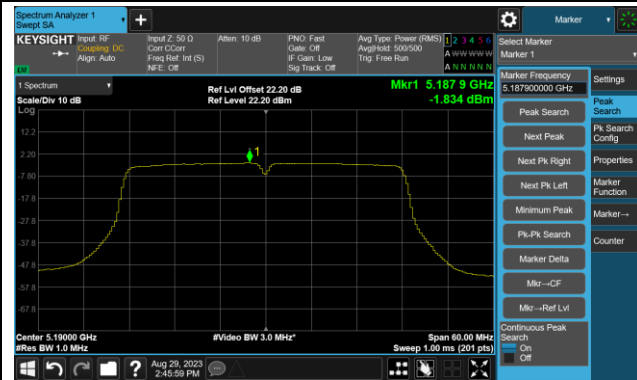 Spectrum Analyzer 1
Swept SA
Marker
KEYSIGHT
Input: RF
Coupling: DC
Align: Auto
Input Z: 50 Ω
Corr CCorr
Freq Ref: Int (S)
NFE: Off
Atten: 10 dB
PNO: Fast
Gate: Off
IF Gain: Low
Sig Track: Off
Avg Type: Power (RMS)
Avg|Hold: 500/500
Trig: Free Run
1 2 3 4 5 6
A W W W W W
A N N N N N
Select Marker
Marker 1
1 Spectrum
Scale/Div 10 dB
Log
Ref Lvl Offset 22.20 dB
Ref Level 22.20 dBm
Mkr1 5.187 9 GHz
-1.834 dBm
12.2
2.20
-7.80
-17.8
-27.8
-37.8
-47.8
-57.8
-67.8
1
Center 5.19000 GHz
#Res BW 1.0 MHz
#Video BW 3.0 MHz*
Span 60.00 MHz
Sweep 1.00 ms (201 pts)
Marker Frequency
5.187900000 GHz
Peak Search
Next Peak
Next Pk Right
Next Pk Left
Minimum Peak
Pk-Pk Search
Marker Delta
Mkr→CF
Mkr→Ref Lvl
Continuous Peak
Search
On
Off
Settings
Peak
Search
Pk Search
Config
Properties
Marker
Function
Marker→
Counter
Aug 29, 2023
2:45:59 PM